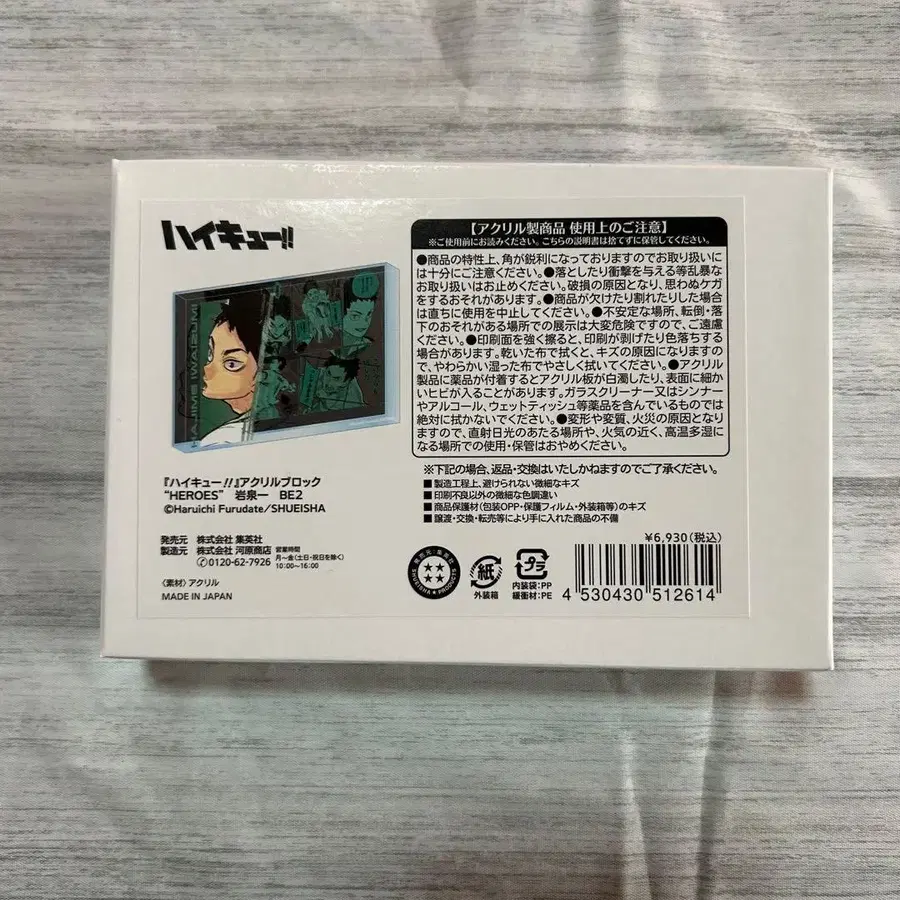 ハイキュー!!
HAJIME IWAIZUMI
『ハイキュー!!』アクリルブロック
"HEROES" 岩泉一 BE2
©Haruichi Furudate/SHUEISHA
発売元 株式会社 集英社
製造元 株式会社 河原商店
0120-62-7926
営業時間
月～金(土日・祝日を除く)
10:00～16:00
〈素材〉アクリル
MADE IN JAPAN
【アクリル製商品 使用上のご注意】
※ご使用前にお読みください。こちらの説明書は捨てずに保管してください。
●商品の特性上、角が鋭利になっておりますのでお取り扱いに
は十分にご注意ください。●落としたり衝撃を与える等乱暴な
お取り扱いはお止めください。破損の原因となり、思わぬケガ
をするおそれがあります。●商品が欠けたり割れたりした場合
は直ちに使用を中止してください。●不安定な場所、転倒・落
下のおそれがある場所での展示は大変危険ですので、ご遠慮
ください。●印刷面を強く擦ると、印刷が剥げたり色落ちする
場合があります。乾いた布で拭くと、キズの原因になりますの
で、やわらかい湿った布でやさしく拭いてください。●アクリル
製品に薬品が付着するとアクリル板が白濁したり、表面に細か
いヒビが入ることがあります。ガラスクリーナー又はシンナー
やアルコール、ウェットティッシュ等薬品を含んでいるものでは
絶対に拭かないでください。●変形や変質、火災の原因となり
ますので、直射日光のあたる場所や、火気の近く、高温多湿に
なる場所での使用・保管はおやめください。
※下記の場合、返品・交換はいたしかねますのでご了承ください。
■製造工程上、避けられない微細なキズ
■印刷不良以外の微細な色調違い
■商品保護材(包装OPP・保護フィルム・外装箱等)のキズ
■譲渡・交換・転売等により手に入れた商品の不備
¥6,930(税込)
発売元:集英社
SHUEISHA PRODUCTS
紙
外装箱
プラ
内装袋:PP
緩衝材:PE
4 530430 512614